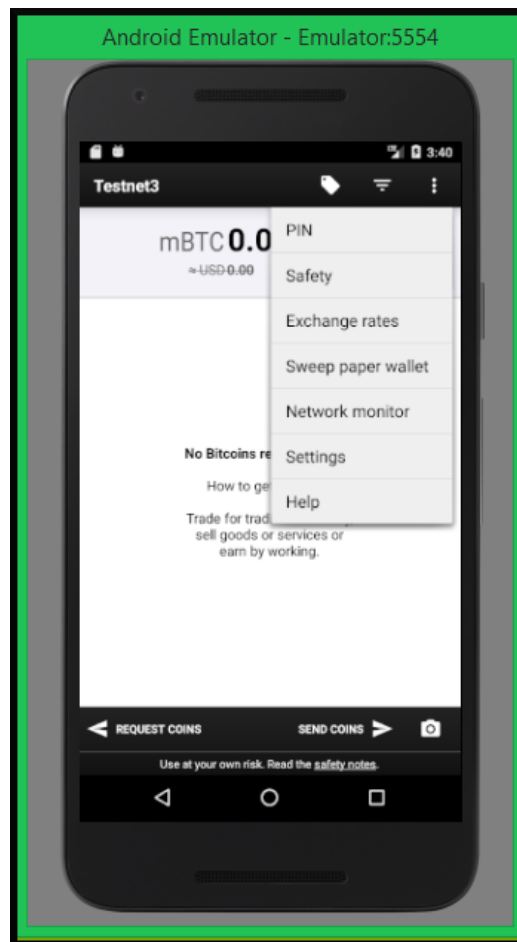 Android Emulator - Emulator:5554
3:40
Testnet3
mBTC 0.0
≈ USD 0.00
PIN
Safety
Exchange rates
Sweep paper wallet
Network monitor
Settings
Help
No Bitcoins re
How to ge
Trade for trad
sell goods or services or
earn by working.
REQUEST COINS
SEND COINS
Use at your own risk. Read the safety notes.